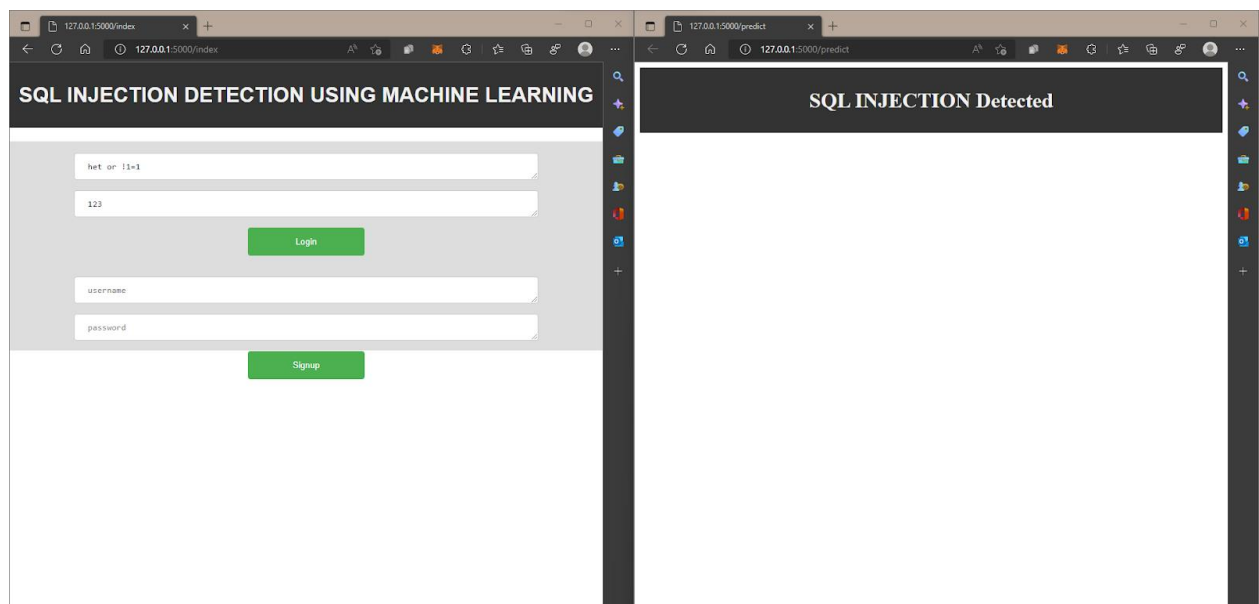 127.0.0.1:5000/index
127.0.0.1:5000/index
SQL INJECTION DETECTION USING MACHINE LEARNING
het or !1=1
123
Login
username
password
Signup
127.0.0.1:5000/predict
127.0.0.1:5000/predict
SQL INJECTION Detected